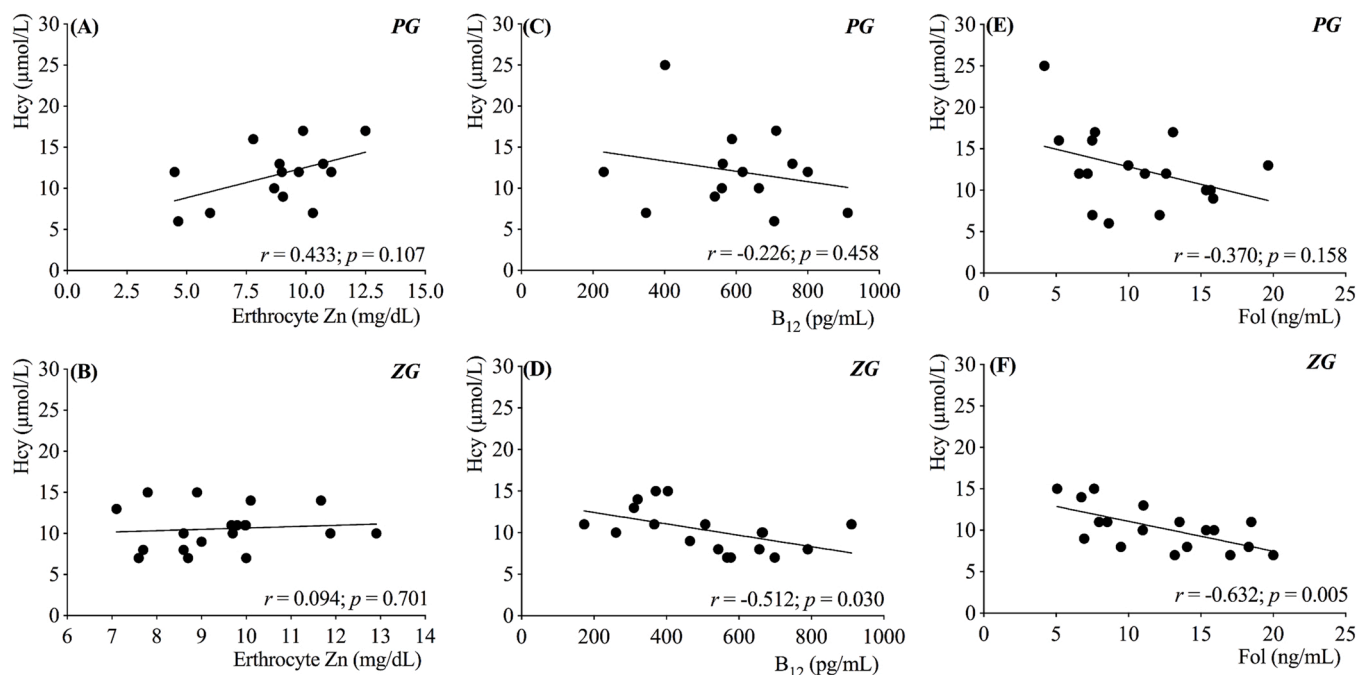 (A)
PG
Hcy (µmol/L)
30
25
20
15
10
5
0
0.0
2.5
5.0
7.5
10.0
12.5
15.0
r = 0.433; p = 0.107
Erthrocyte Zn (mg/dL)
(C)
PG
Hcy (µmol/L)
30
25
20
15
10
5
0
200
400
600
800
1000
r = -0.226; p = 0.458
B12 (pg/mL)
(E)
PG
Hcy (µmol/L)
30
25
20
15
10
5
0
0
5
10
15
20
25
r = -0.370; p = 0.158
Fol (ng/mL)
(B)
ZG
Hcy (µmol/L)
30
25
20
15
10
5
0
6
7
8
9
10
11
12
13
14
r = 0.094; p = 0.701
Erthrocyte Zn (mg/dL)
(D)
ZG
Hcy (µmol/L)
30
25
20
15
10
5
0
200
400
600
800
1000
r = -0.512; p = 0.030
B12 (pg/mL)
(F)
ZG
Hcy (µmol/L)
30
25
20
15
10
5
0
0
5
10
15
20
25
r = -0.632; p = 0.005
Fol (ng/mL)